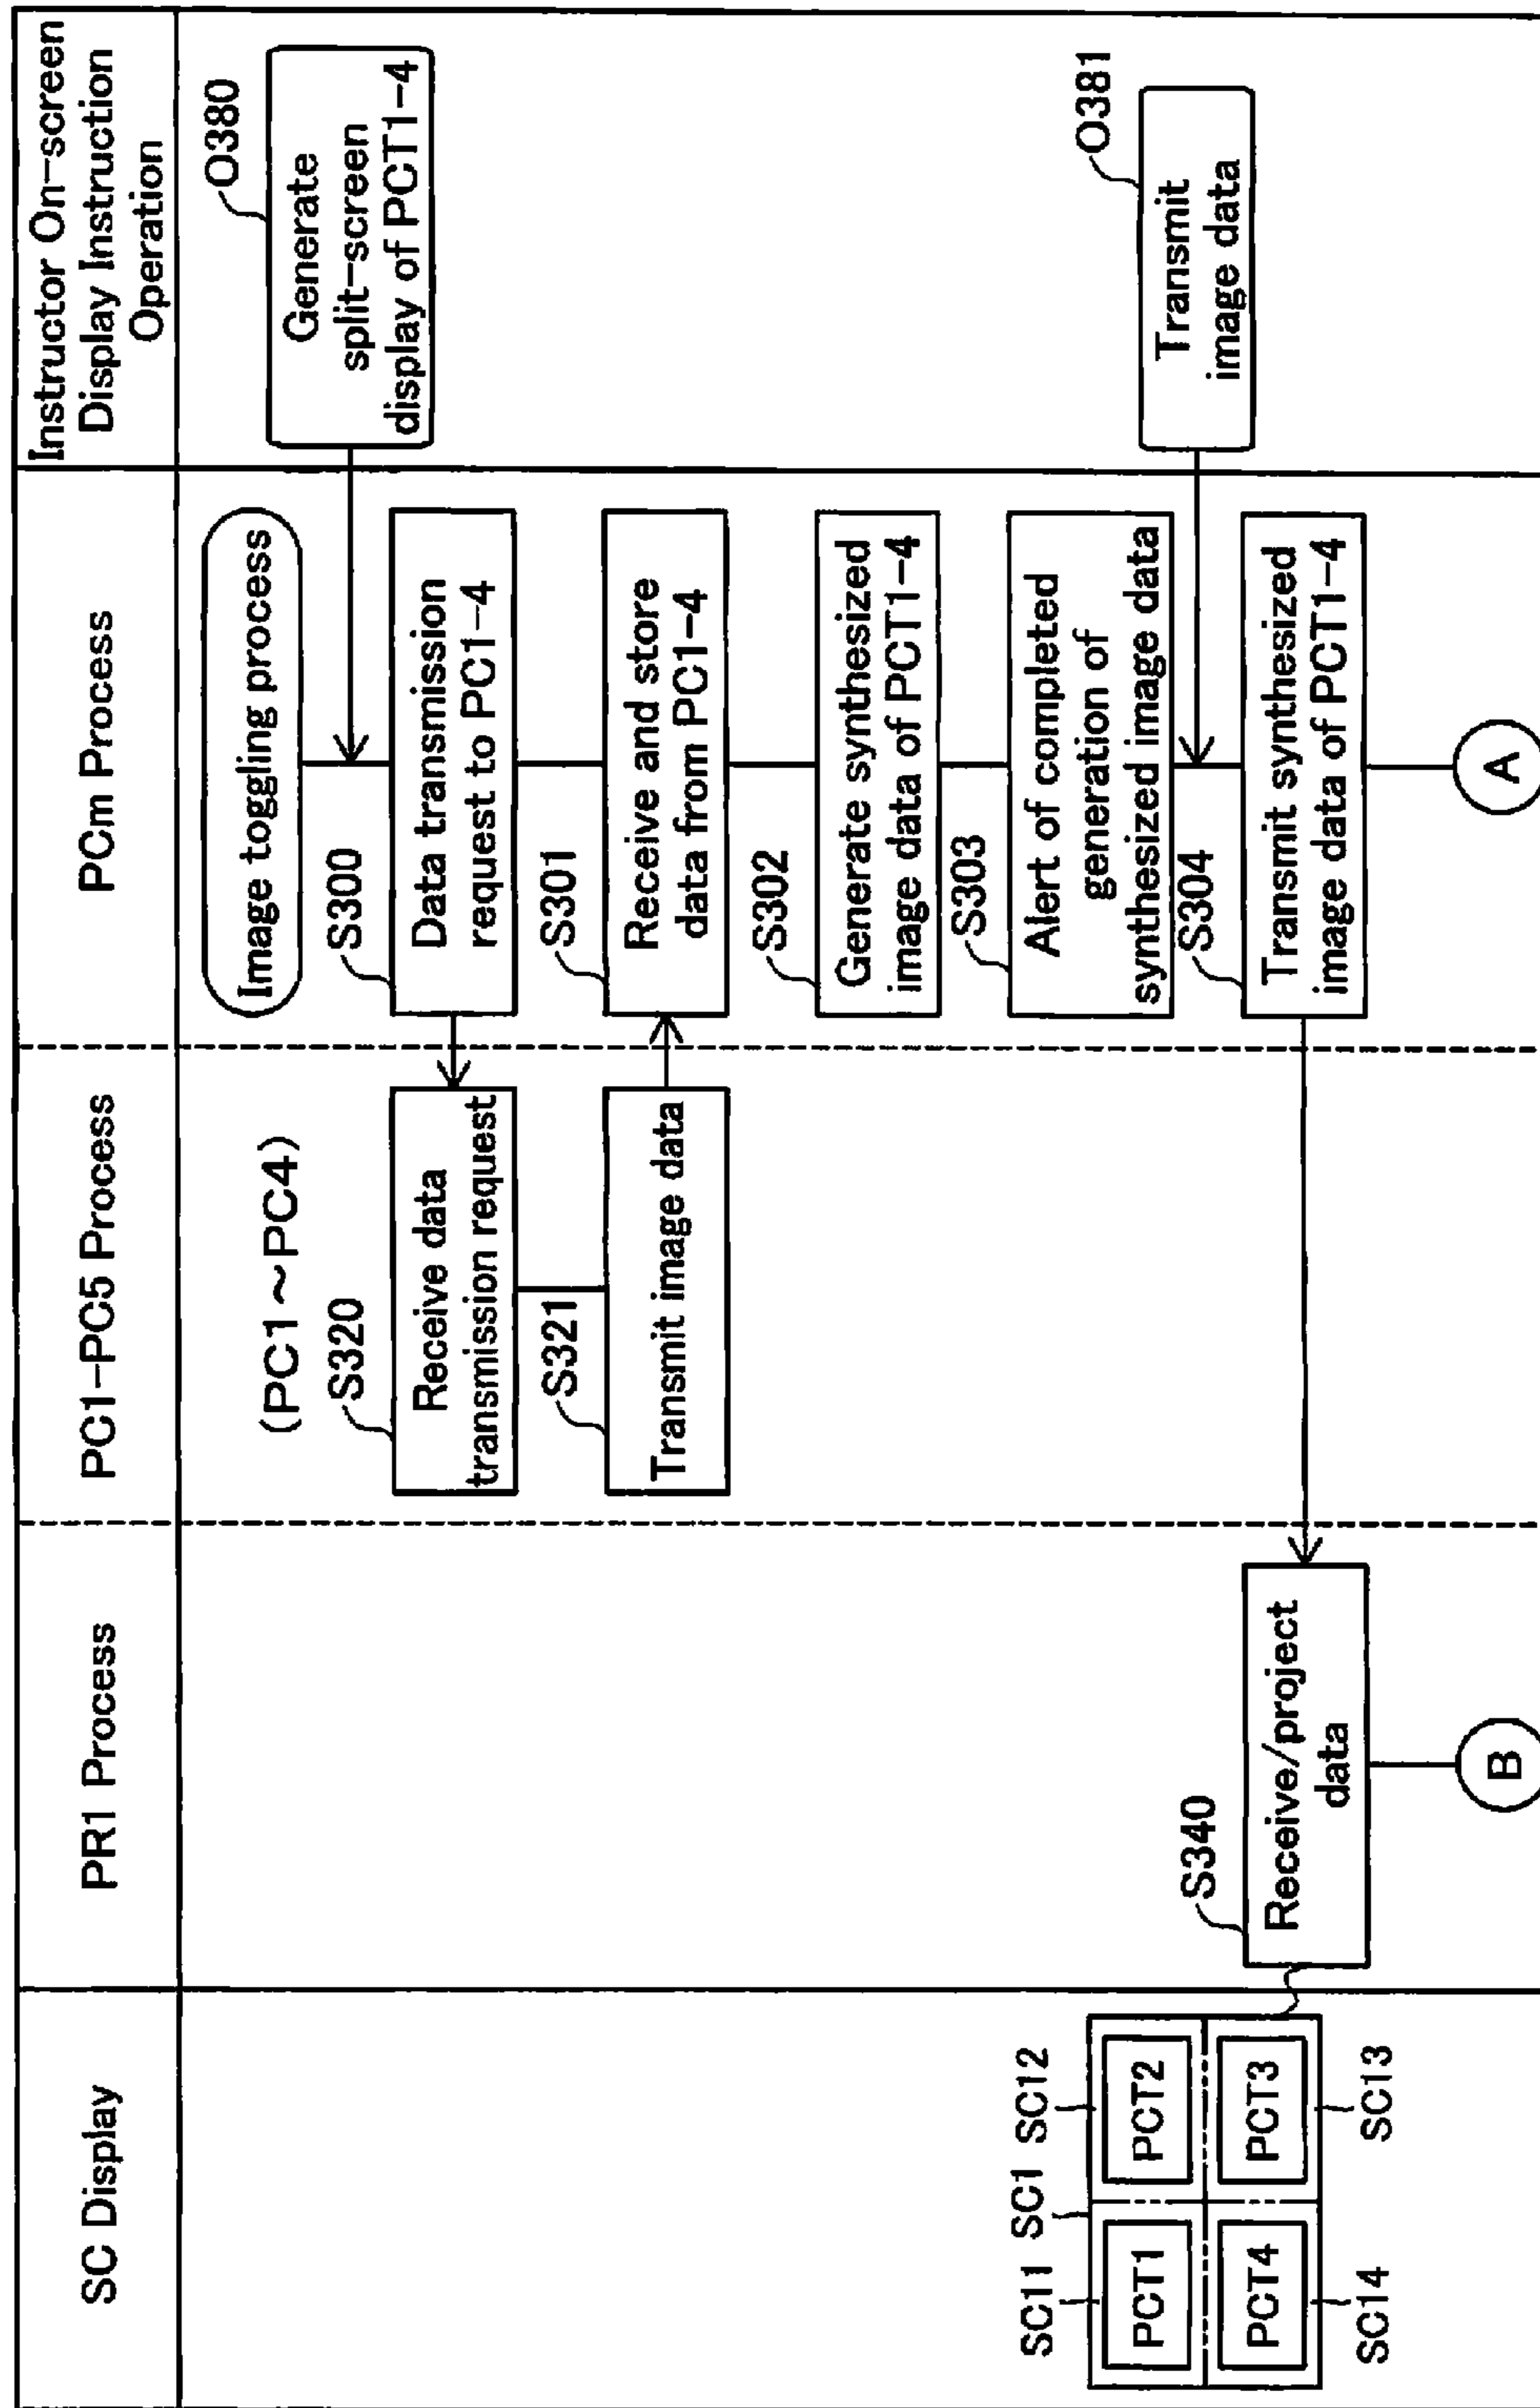 SC Display
PR1 Process
PC1-PC5 Process
PCm Process
Instructor On-screen
Display Instruction
Operation
Image toggling process
O380
Generate
split-screen
display of PCT1-4
(PC1~PC4)
S320
Receive data
transmission request
S300
Data transmission
request to PC1-4
S321
Transmit image data
S301
Receive and store
data from PC1-4
S302
Generate synthesized
image data of PCT1-4
S303
Alert of completed
generation of
synthesized image data
O381
Transmit
image data
S304
Transmit synthesized
image data of PCT1-4
S340
Receive/project
data
SC11 SC1 SC12
PCT1 PCT2
PCT4 PCT3
SC14 SC13
B
A